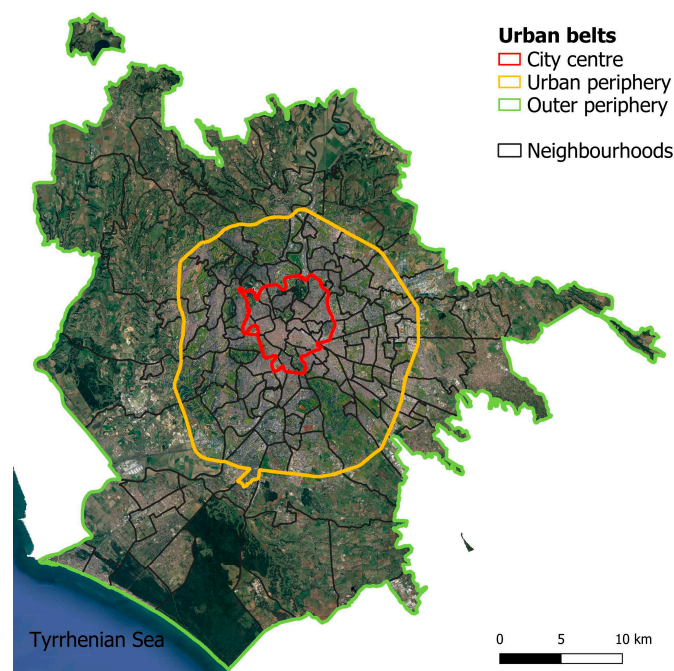 Urban belts
City centre
Urban periphery
Outer periphery
Neighbourhoods
Tyrrhenian Sea
0 5 10 km